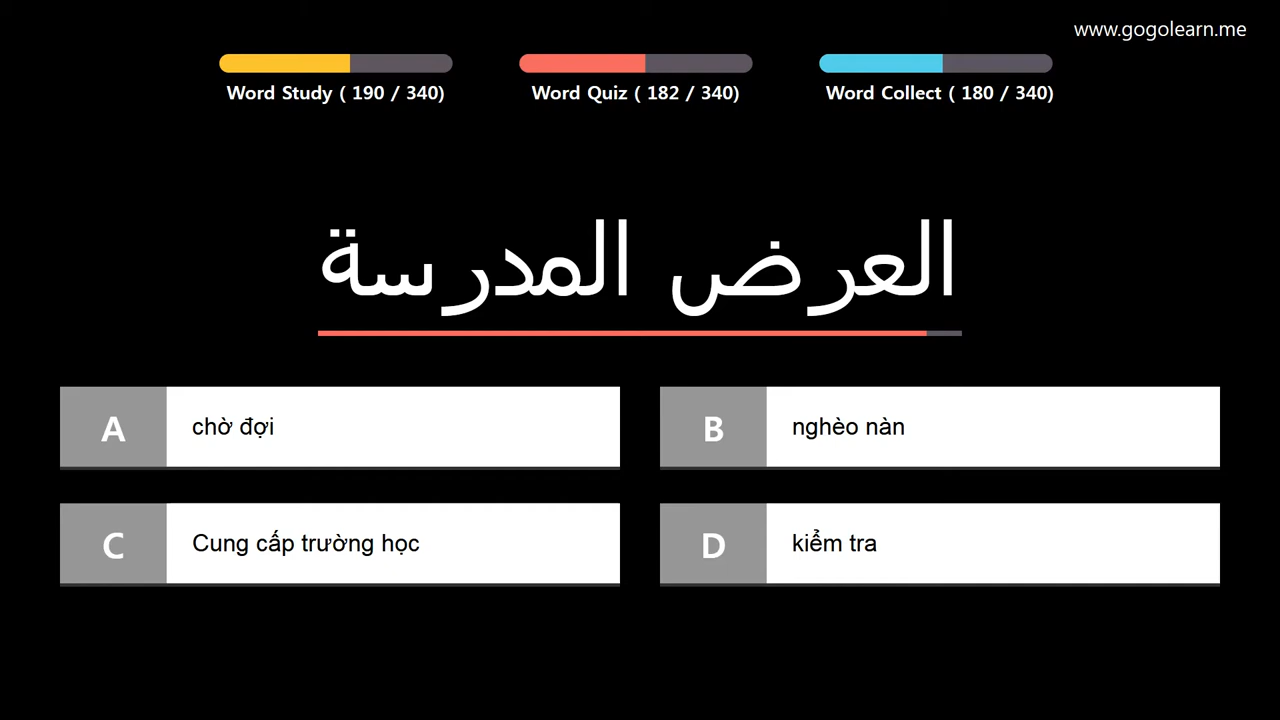 www.gogolearn.me
Word Study ( 190 / 340)
Word Quiz ( 182 / 340)
Word Collect ( 180 / 340)
العرض المدرسة
A
chờ đợi
B
nghèo nàn
C
Cung cấp trường học
D
kiểm tra